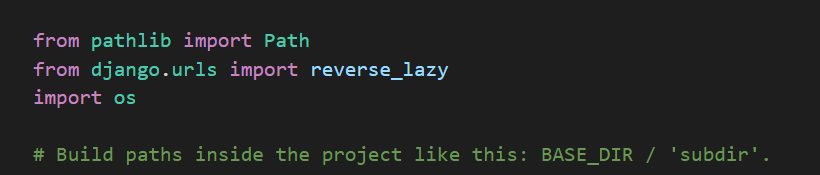 from pathlib import Path
from django.urls import reverse_lazy
import os
# Build paths inside the project like this: BASE_DIR / 'subdir'.